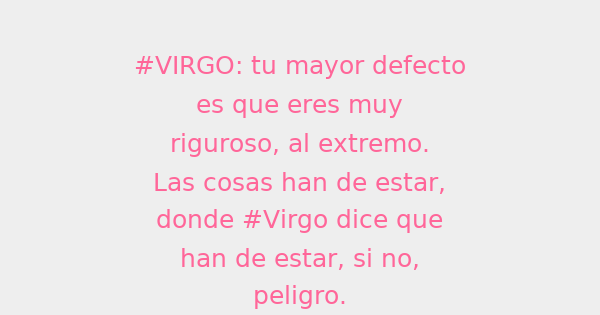 #VIRGO: tu mayor defecto
es que eres muy
riguroso, al extremo.
Las cosas han de estar,
donde #Virgo dice que
han de estar, si no,
peligro.